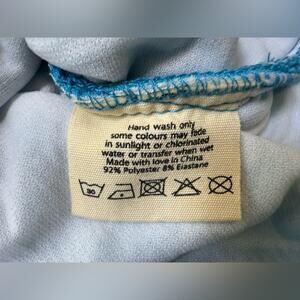 Hand wash only
some colours may fade
in sunlight or chlorinated
water or transfer when wet
Made with love in China
92% Polyester 8% Elastane
30